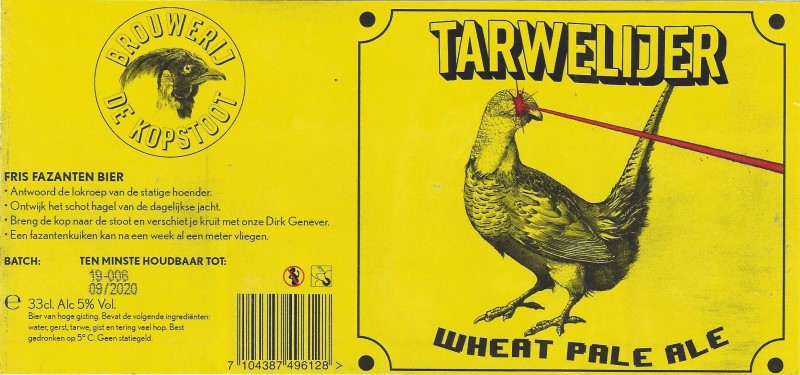 BROUWERIJ
DE KOPSTOOT
FRIS FAZANTEN BIER
• Antwoord de lokroep van de statige hoender.
• Ontwijk het schot hagel van de dagelijkse jacht.
• Breng de kop naar de stoot en verschiet je kruit met onze Dirk Genever.
• Een fazantenkuiken kan na een week al een meter vliegen.
BATCH: TEN MINSTE HOUDBAAR TOT:
19-006
09/2020
℮ 33cl. Alc 5% Vol.
Bier van hoge gisting. Bevat de volgende ingrediënten:
water, gerst, tarwe, gist en tering veel hop. Best
gedronken op 5° C. Geen statiegeld.
7 104387 496128 >
TARWELIJER
WHEAT PALE ALE